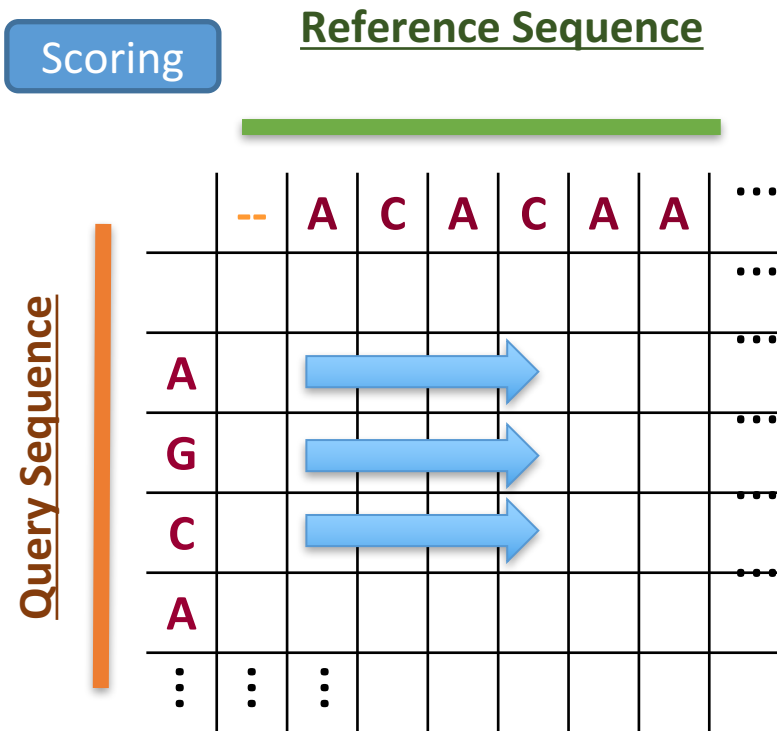 Scoring
Reference Sequence
Query Sequence
-- A C A C A A ...
...
A ...
G ...
C ...
A ...
⋮ ⋮ ⋮